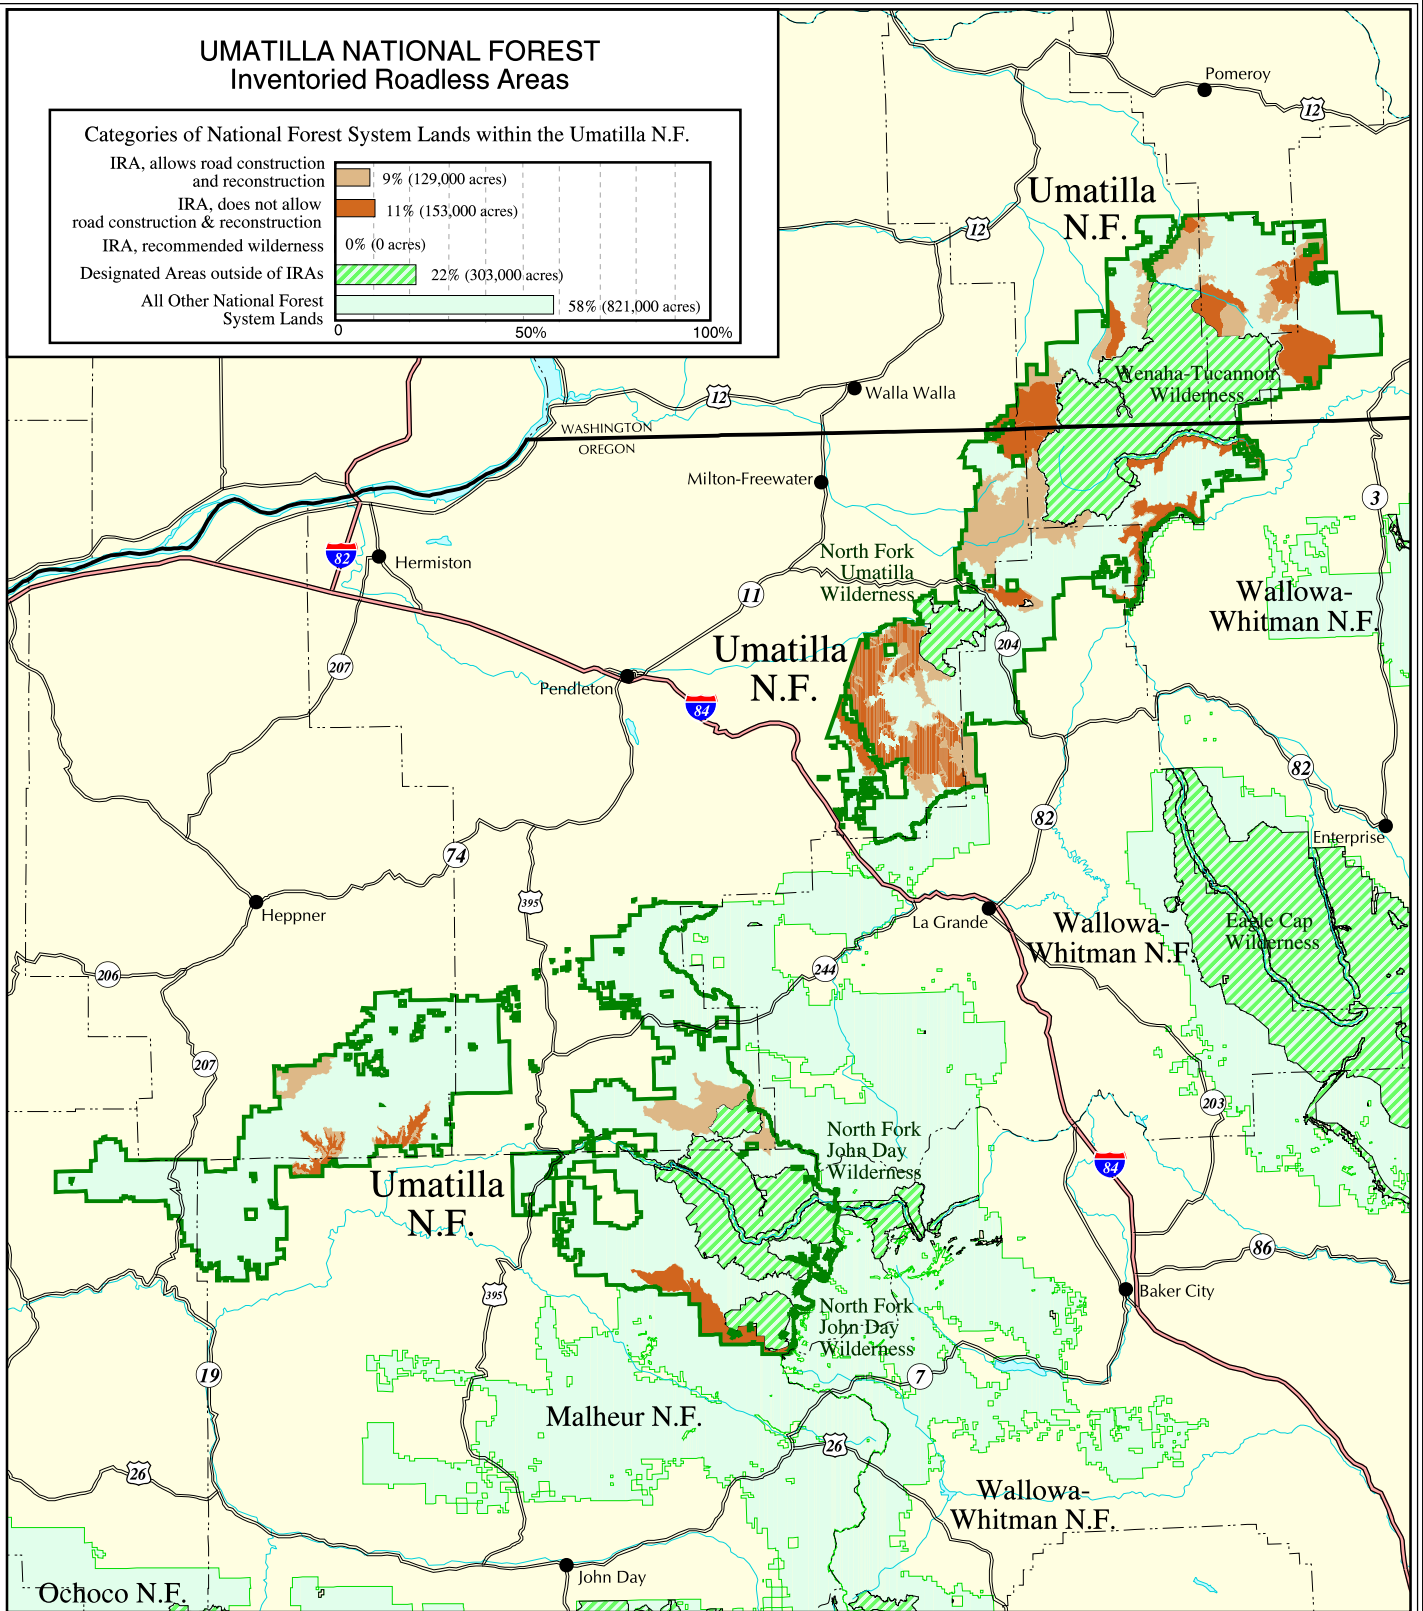 UMATILLA NATIONAL FOREST
Inventoried Roadless Areas
Categories of National Forest System Lands within the Umatilla N.F.
IRA, allows road construction
and reconstruction
9% (129,000 acres)
IRA, does not allow
road construction & reconstruction
11% (153,000 acres)
IRA, recommended wilderness
0% (0 acres)
Designated Areas outside of IRAs
22% (303,000 acres)
All Other National Forest
System Lands
58% (821,000 acres)
0
50%
100%
Pomeroy
12
Umatilla
N.F.
12
Wenaha-Tucannon
Wilderness
12
Walla Walla
WASHINGTON
OREGON
Milton-Freewater
3
82
Hermiston
North Fork
Umatilla
Wilderness
11
Wallowa-
Whitman N.F.
204
Umatilla
N.F.
207
Pendleton
84
82
82
Enterprise
74
Heppner
395
La Grande
Wallowa-
Whitman N.F.
Eagle Cap
Wilderness
206
244
207
203
North Fork
John Day
Wilderness
84
Umatilla
N.F.
86
395
Baker City
North Fork
John Day
Wilderness
19
7
Malheur N.F.
26
26
Wallowa-
Whitman N.F.
John Day
Ochoco N.F.